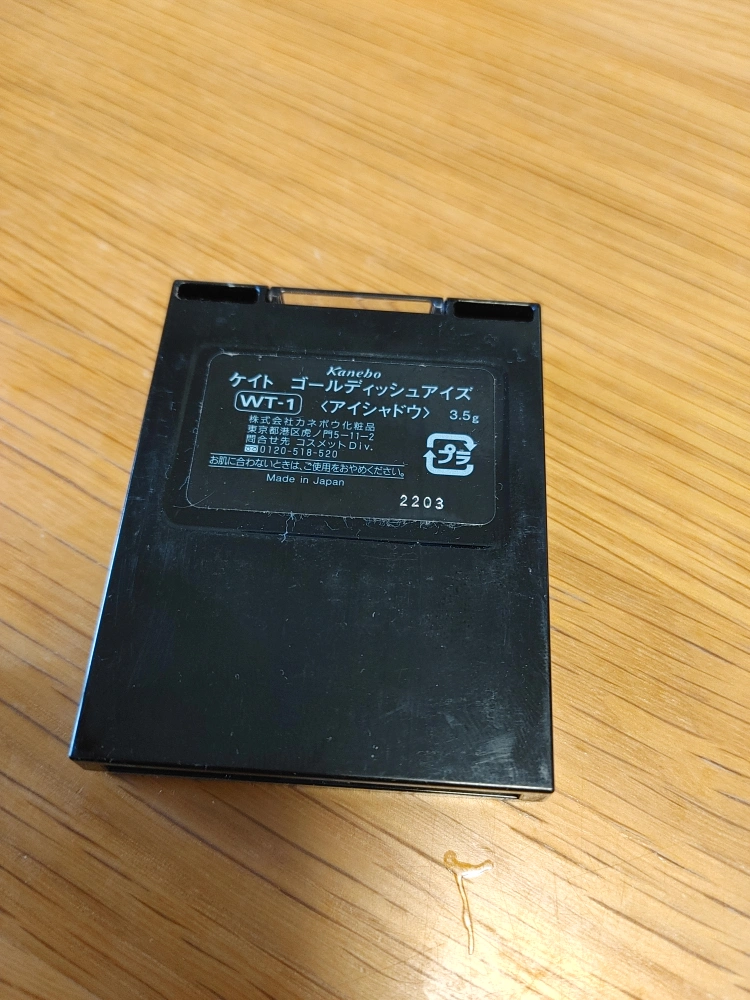 Kanebo
ケイト ゴールディッシュアイズ
WT-1 〈アイシャドウ〉 3.5g
株式会社カネボウ化粧品
東京都港区虎ノ門5-11-2
問合せ先 コスメットDiv.
0120-518-520
お肌に合わないときは、ご使用をおやめください。
Made in Japan
プラ
2203